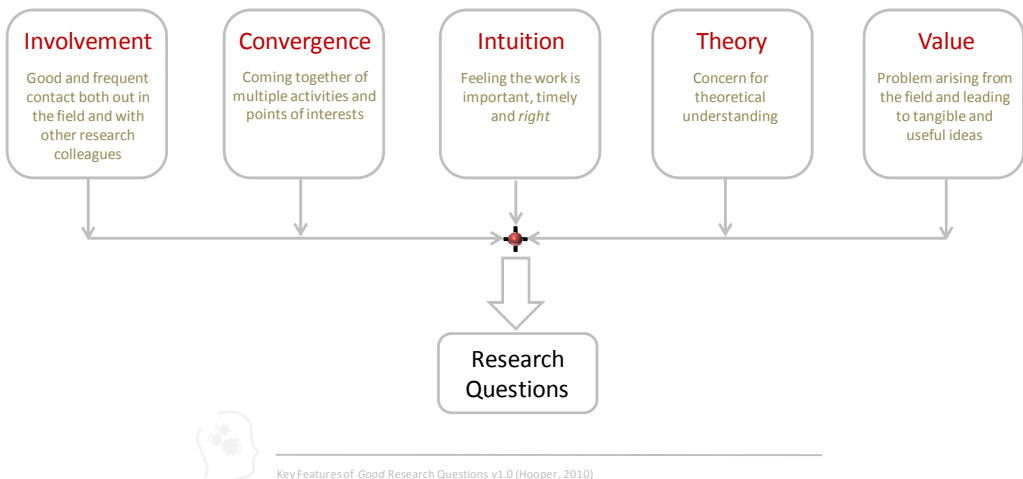 Involvement
Good and frequent
contact both out in
the field and with
other research
colleagues
Convergence
Coming together of
multiple activities and
points of interests
Intuition
Feeling the work is
important, timely
and right
Theory
Concern for
theoretical
understanding
Value
Problem arising from
the field and leading
to tangible and
useful ideas
Research
Questions
Key Features of Good Research Questions v1.0 (Hooper, 2010)